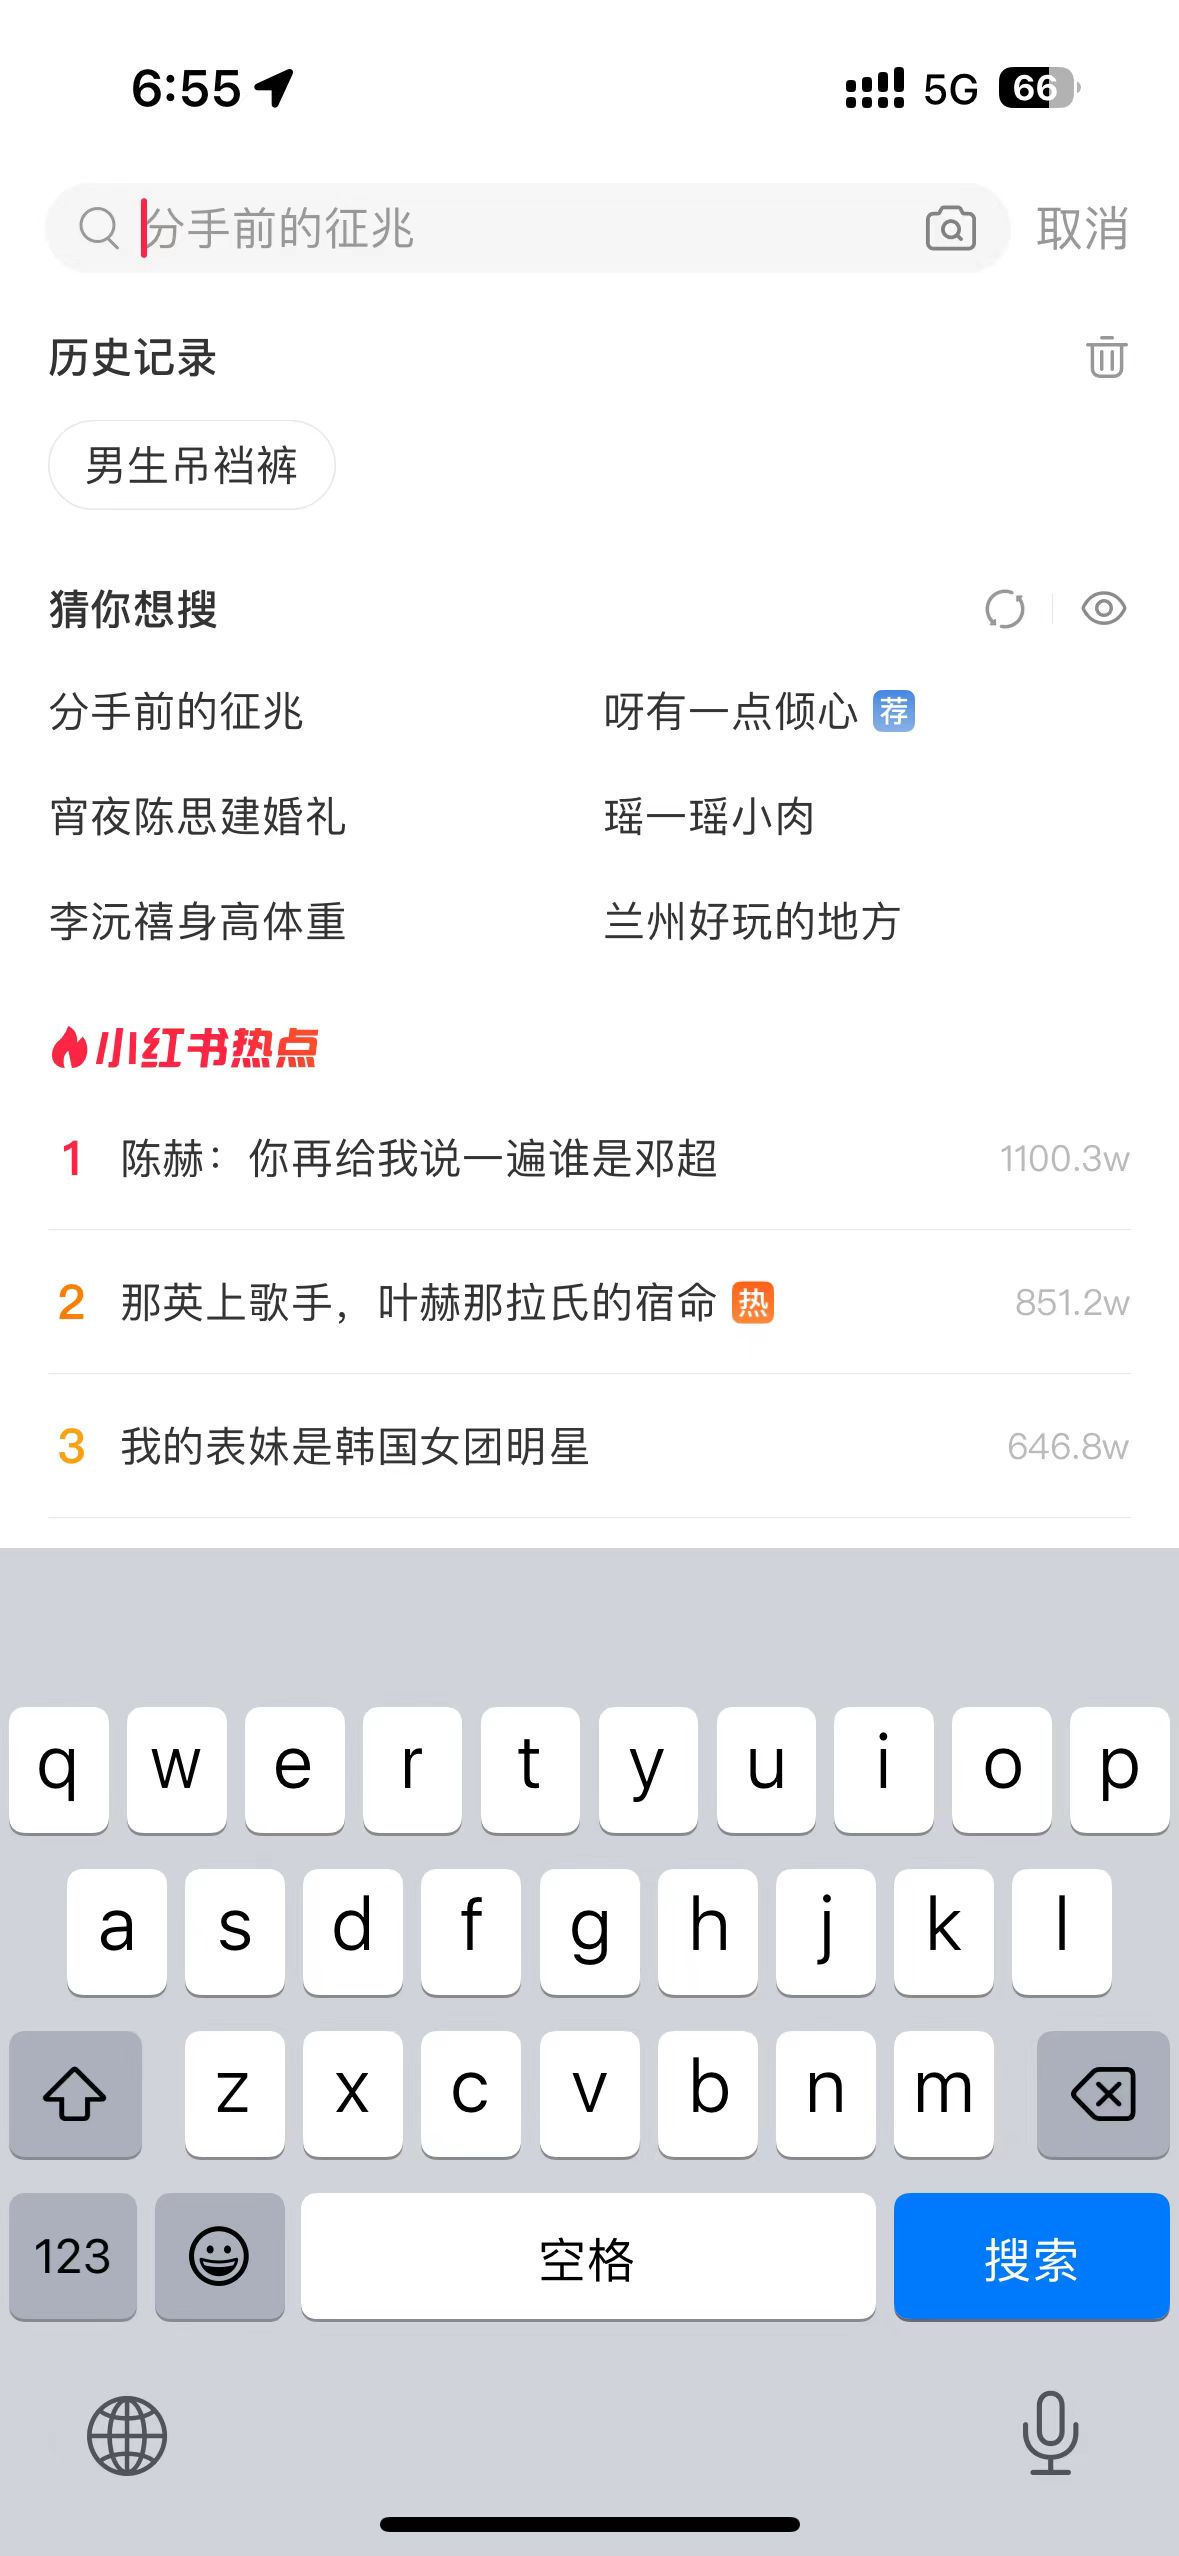 6:55 5G 66
分手前的征兆 取消
历史记录
男生吊裆裤
猜你想搜
分手前的征兆 呀有一点倾心 荐
宵夜陈思建婚礼 瑶一瑶小肉
李沅禧身高体重 兰州好玩的地方
小红书热点
1 陈赫：你再给我说一遍谁是邓超 1100.3w
2 那英上歌手，叶赫那拉氏的宿命 热 851.2w
3 我的表妹是韩国女团明星 646.8w
q w e r t y u i o p
a s d f g h j k l
z x c v b n m
123 空格 搜索